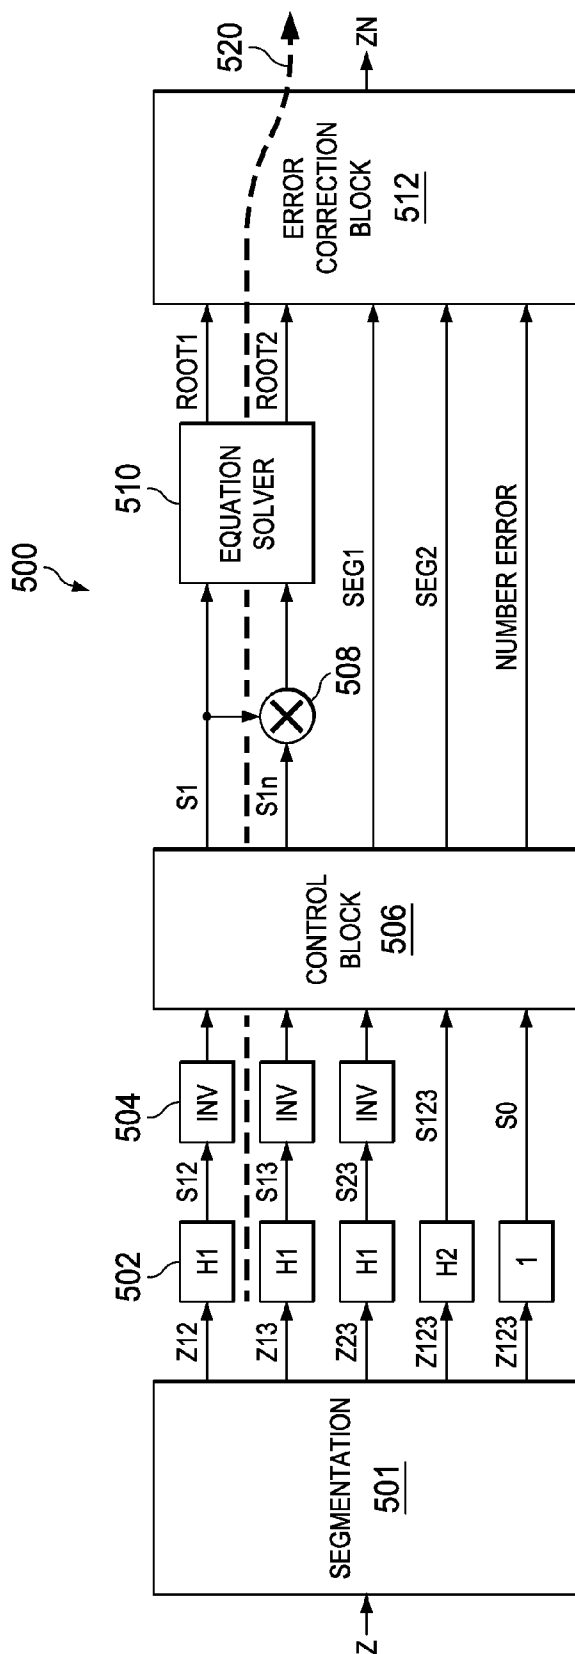 500
Z
SEGMENTATION
501
Z12
Z13
Z23
Z123
Z123
502
H1
H1
H1
H2
1
S12
S13
S23
S123
S0
504
INV
INV
INV
CONTROL
BLOCK
506
S1
S1n
508
510
EQUATION
SOLVER
SEG1
SEG2
NUMBER ERROR
ROOT1
ROOT2
ERROR
CORRECTION
BLOCK
512
520
ZN